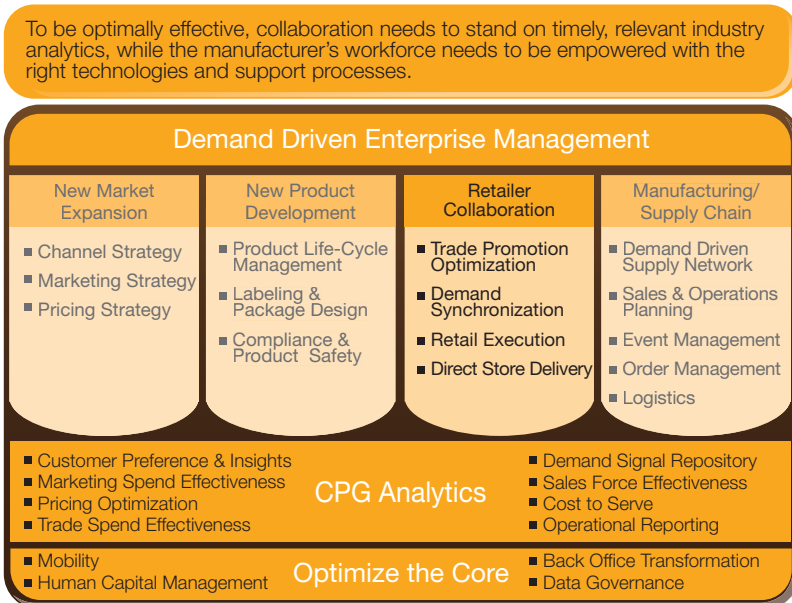 To be optimally effective, collaboration needs to stand on timely, relevant industry
analytics, while the manufacturer's workforce needs to be empowered with the
right technologies and support processes.
Demand Driven Enterprise Management
New Market
Expansion
■ Channel Strategy
■ Marketing Strategy
■ Pricing Strategy
New Product
Development
■ Product Life-Cycle
Management
■ Labeling &
Package Design
■ Compliance &
Product Safety
Retailer
Collaboration
■ Trade Promotion
Optimization
■ Demand
Synchronization
■ Retail Execution
■ Direct Store Delivery
Manufacturing/
Supply Chain
■ Demand Driven
Supply Network
■ Sales & Operations
Planning
■ Event Management
■ Order Management
■ Logistics
■ Customer Preference & Insights
■ Marketing Spend Effectiveness
■ Pricing Optimization
■ Trade Spend Effectiveness
CPG Analytics
■ Demand Signal Repository
■ Sales Force Effectiveness
■ Cost to Serve
■ Operational Reporting
■ Mobility
■ Human Capital Management
Optimize the Core
■ Back Office Transformation
■ Data Governance